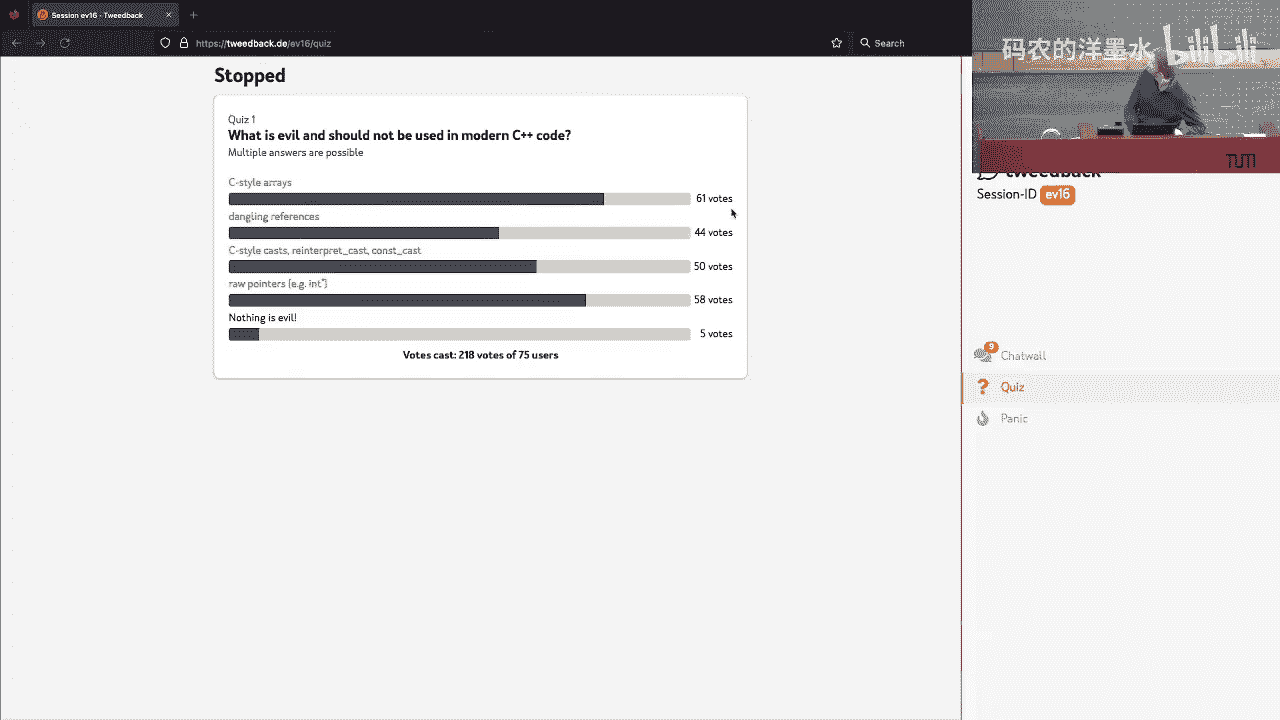 Session ev16 - Tweedback
https://tweedback.de/ev16/quiz
Search
码农的洋墨水
bilibili
TUM
Stopped
Quiz 1
What is evil and should not be used in modern C++ code?
Multiple answers are possible
C-style arrays
61 votes
dangling references
44 votes
C-style casts, reinterpret_cast, const_cast
50 votes
raw pointers (e.g. int*)
58 votes
Nothing is evil!
5 votes
Votes cast: 218 votes of 75 users
tweedback
Session-ID ev16
9
Chatwall
Quiz
Panic